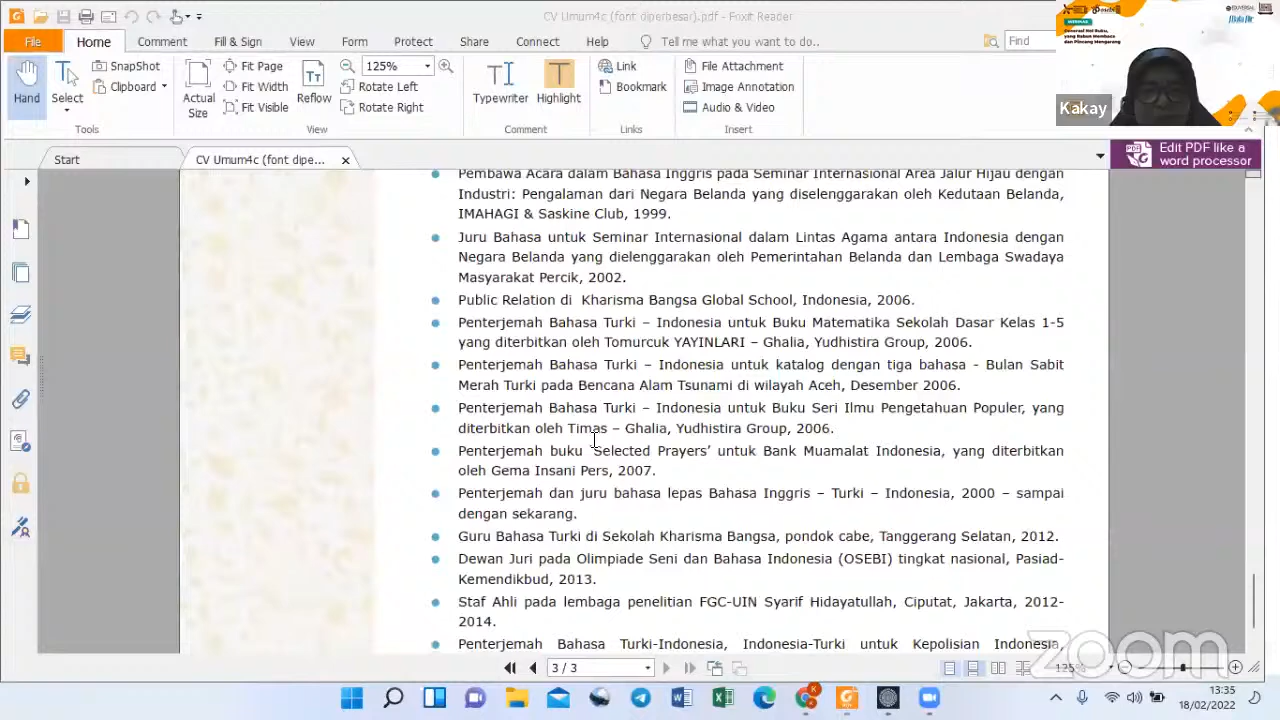 CV Umum4c (font diperbesar).pdf - Foxit Reader
File Home Comment Protect Share Connect Help Tell me what you want to do... Find
Hand Select Snapshot Clipboard Actual Size Fit Page Fit Width Fit Visible Reflow 125% Rotate Left Rotate Right Typewriter Highlight Link Bookmark File Attachment Image Annotation Audio & Video
Tools View Comment Links Insert
Start CV Umum4c (font dipe...
Edit PDF like a
word processor
WEBINAR
Generasi Nol Buku,
yang Rabun Membaca
dan Pincang Mengarang
Kakay
Pembawa Acara dalam Bahasa Inggris pada Seminar Internasional Area Jalur Hijau dengan
Industri: Pengalaman dari Negara Belanda yang diselenggarakan oleh Kedutaan Belanda,
IMAHAGI & Saskine Club, 1999.
Juru Bahasa untuk Seminar Internasional dalam Lintas Agama antara Indonesia dengan
Negara Belanda yang dielenggarakan oleh Pemerintahan Belanda dan Lembaga Swadaya
Masyarakat Percik, 2002.
Public Relation di Kharisma Bangsa Global School, Indonesia, 2006.
Penterjemah Bahasa Turki – Indonesia untuk Buku Matematika Sekolah Dasar Kelas 1-5
yang diterbitkan oleh Tomurcuk YAYINLARI – Ghalia, Yudhistira Group, 2006.
Penterjemah Bahasa Turki – Indonesia untuk katalog dengan tiga bahasa - Bulan Sabit
Merah Turki pada Bencana Alam Tsunami di wilayah Aceh, Desember 2006.
Penterjemah Bahasa Turki – Indonesia untuk Buku Seri Ilmu Pengetahuan Populer, yang
diterbitkan oleh Timas – Ghalia, Yudhistira Group, 2006.
Penterjemah buku ‘Selected Prayers’ untuk Bank Muamalat Indonesia, yang diterbitkan
oleh Gema Insani Pers, 2007.
Penterjemah dan juru bahasa lepas Bahasa Inggris – Turki – Indonesia, 2000 – sampai
dengan sekarang.
Guru Bahasa Turki di Sekolah Kharisma Bangsa, pondok cabe, Tanggerang Selatan, 2012.
Dewan Juri pada Olimpiade Seni dan Bahasa Indonesia (OSEBI) tingkat nasional, Pasiad-
Kemendikbud, 2013.
Staf Ahli pada lembaga penelitian FGC-UIN Syarif Hidayatullah, Ciputat, Jakarta, 2012-
2014.
Penterjemah Bahasa Turki-Indonesia, Indonesia-Turki untuk Kepolisian Indonesia,
zoom
3 / 3 125%
13:35
18/02/2022